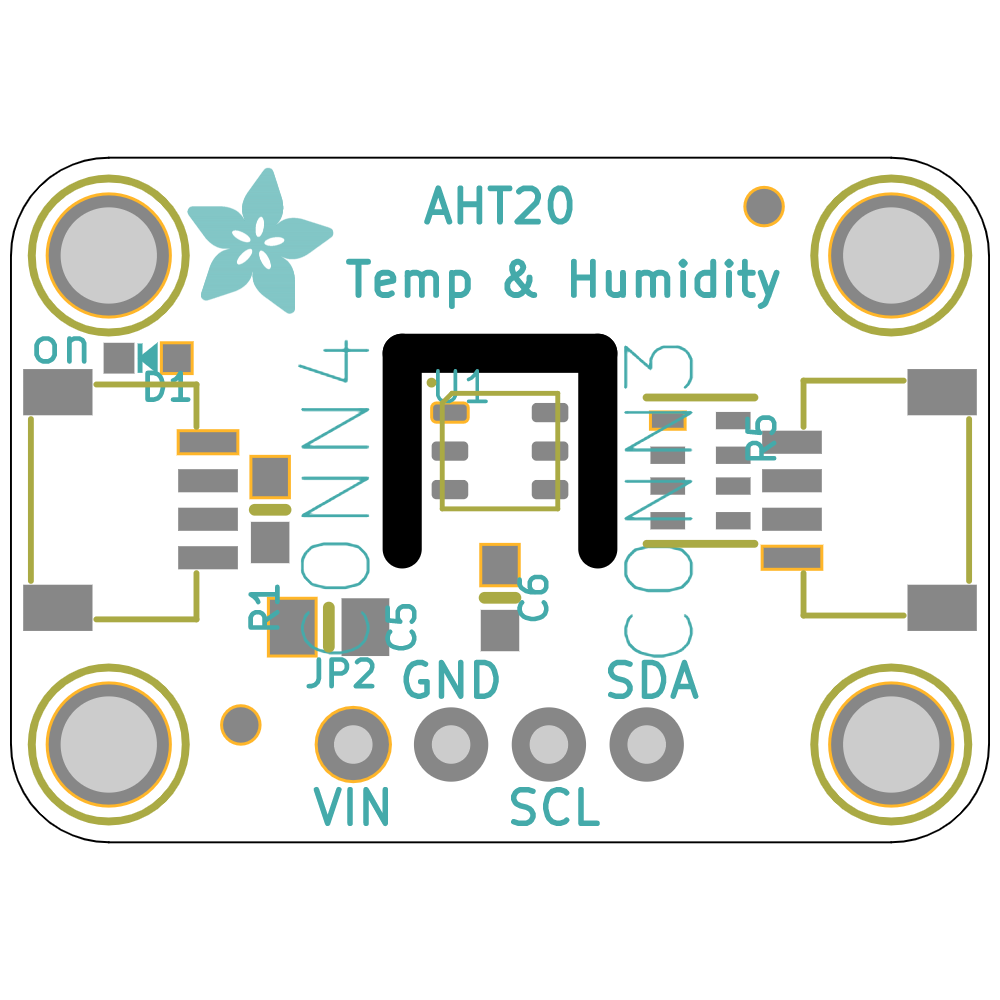 AHT20
Temp & Humidity
on
D1
U1
CONN4
CONN3
R5
R1
C5
C6
JP2
GND
SDA
VIN
SCL